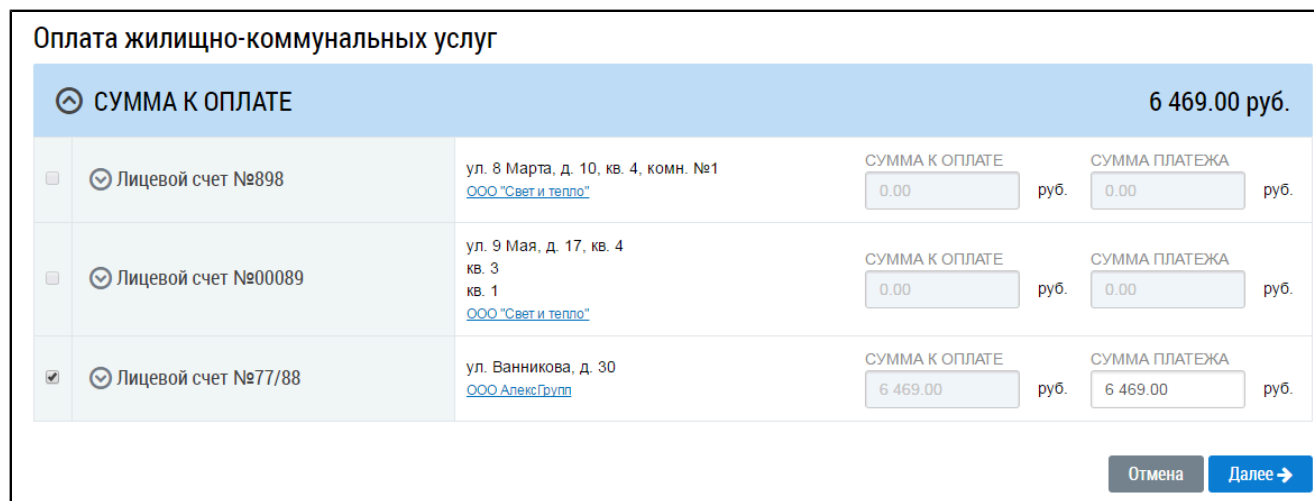 Оплата жилищно-коммунальных услуг
СУММА К ОПЛАТЕ 6 469.00 руб.
Лицевой счет №898
ул. 8 Марта, д. 10, кв. 4, комн. №1
ООО "Свет и тепло"
СУММА К ОПЛАТЕ СУММА ПЛАТЕЖА
0.00 руб. 0.00 руб.
Лицевой счет №00089
ул. 9 Мая, д. 17, кв. 4
кв. 3
кв. 1
ООО "Свет и тепло"
СУММА К ОПЛАТЕ СУММА ПЛАТЕЖА
0.00 руб. 0.00 руб.
Лицевой счет №77/88
ул. Ванникова, д. 30
ООО АлексГрупп
СУММА К ОПЛАТЕ СУММА ПЛАТЕЖА
6 469.00 руб. 6 469.00 руб.
Отмена Далее